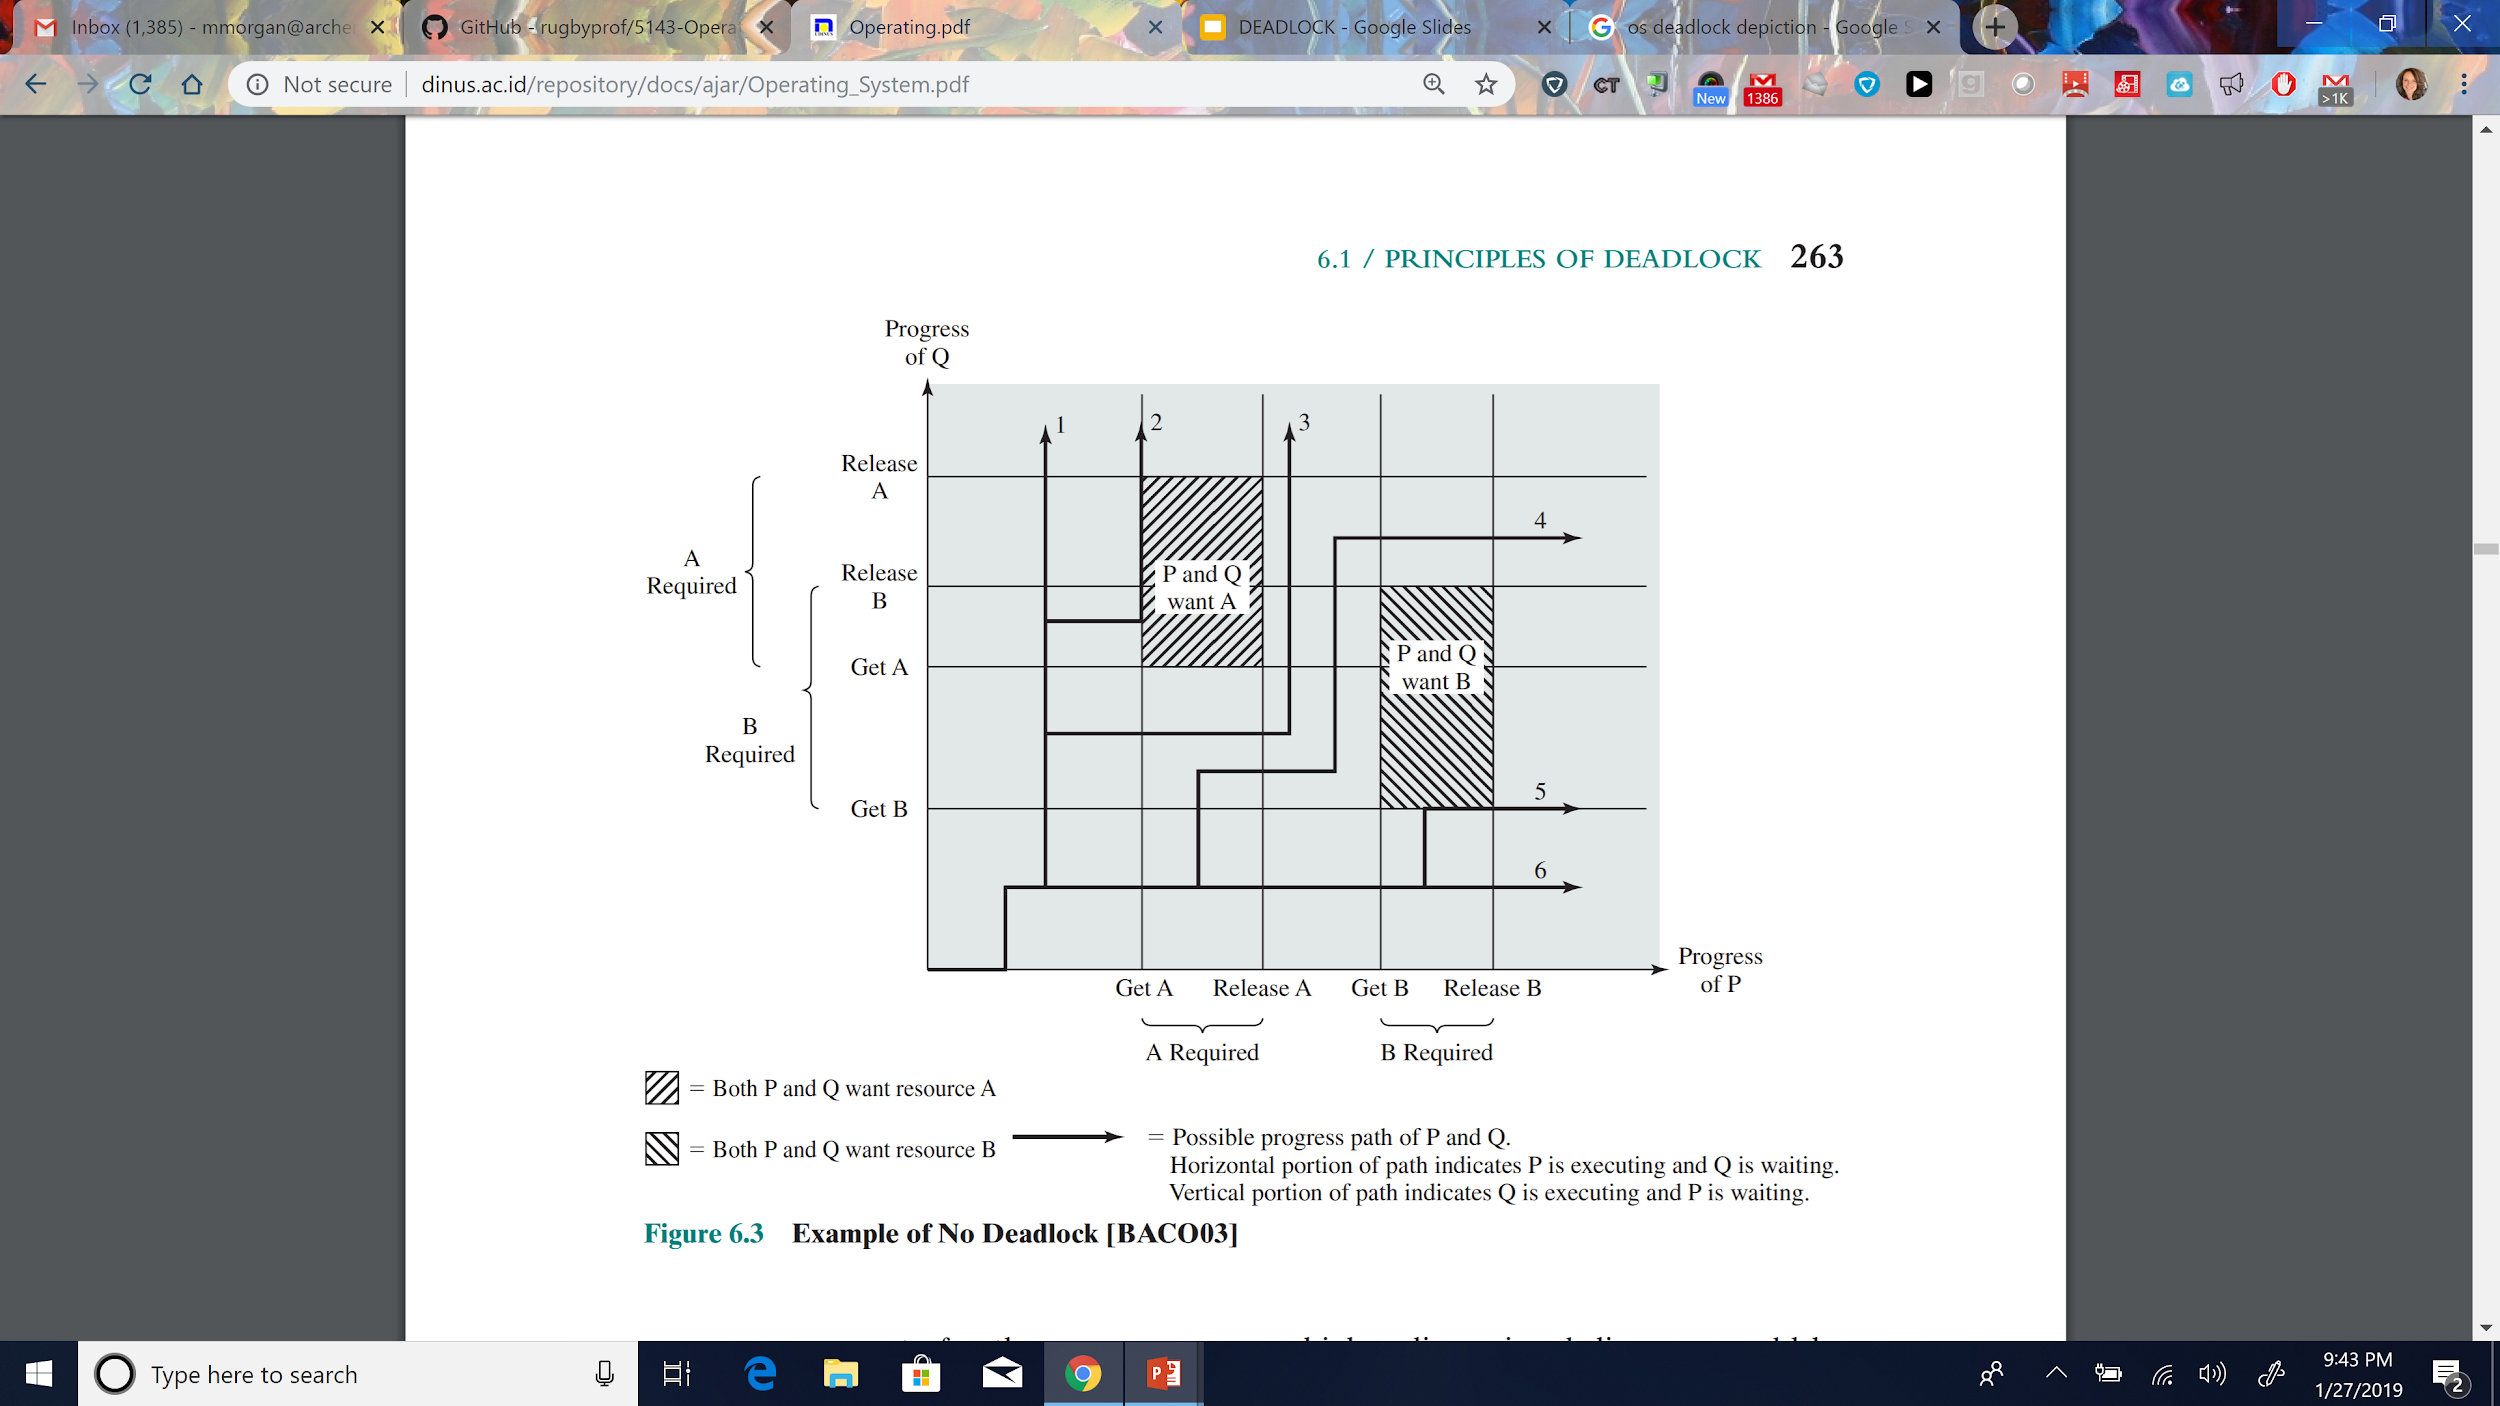 Inbox (1,385) - mmorgan@arche
GitHub - rugbyprof/5143-Opera
Operating.pdf
DEADLOCK - Google Slides
os deadlock depiction - Google S
Not secure
dinus.ac.id/repository/docs/ajar/Operating_System.pdf
CT
New
1386
g
>1K
6.1 / PRINCIPLES OF DEADLOCK 263
Progress
of Q
1
2
3
Release
A
4
A
Required
Release
B
P and Q
want A
Get A
P and Q
want B
B
Required
Get B
5
6
Progress
of P
Get A
Release A
Get B
Release B
A Required
B Required
= Both P and Q want resource A
= Both P and Q want resource B
= Possible progress path of P and Q.
Horizontal portion of path indicates P is executing and Q is waiting.
Vertical portion of path indicates Q is executing and P is waiting.
Figure 6.3 Example of No Deadlock [BACO03]
Type here to search
9:43 PM
1/27/2019
2